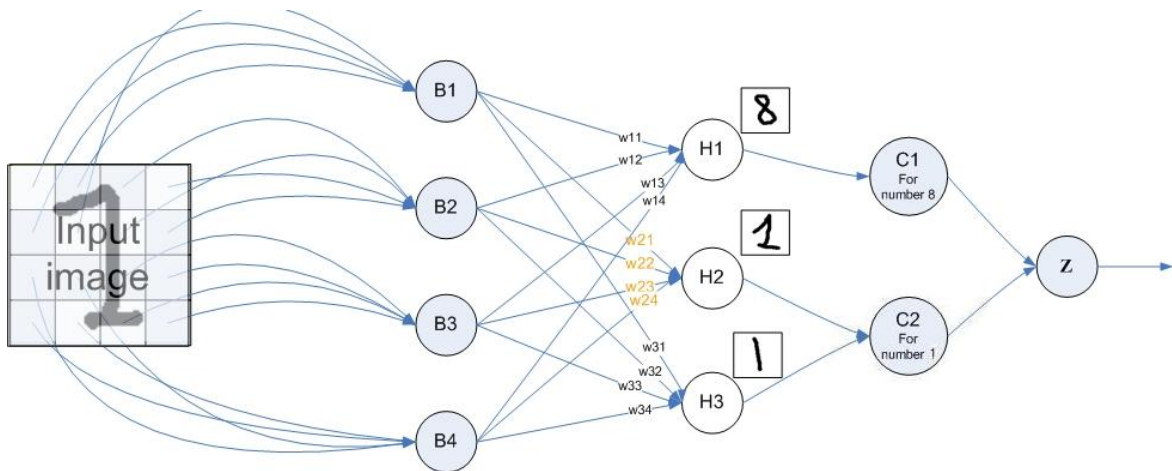 B1
8
w11
H1
w12
C1
For
number 8
w13
w14
B2
Input
image
1
w21
1
w22
H2
Z
w23
w24
B3
C2
For
number 1
w31
1
w32
w33
H3
w34
B4